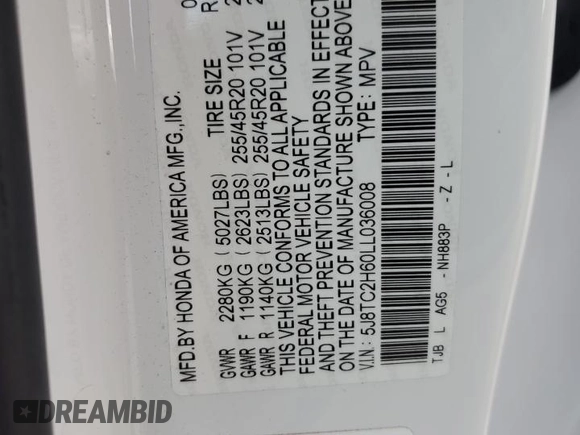 MFD.BY HONDA OF AMERICA MFG.,INC.
TIRE SIZE
GVWR 2280KG ( 5027LBS)
GAWR F 1190KG ( 2623LBS) 255/45R20 101V
GAWR R 1140KG ( 2513LBS) 255/45R20 101V
THIS VEHICLE CONFORMS TO ALL APPLICABLE
FEDERAL MOTOR VEHICLE SAFETY
AND THEFT PREVENTION STANDARDS IN EFFECT
ON THE DATE OF MANUFACTURE SHOWN ABOVE
V.I.N.: 5J8TC2H60LL036008 TYPE: MPV
TJB L AG5 - NH883P - Z - L
DREAMBID